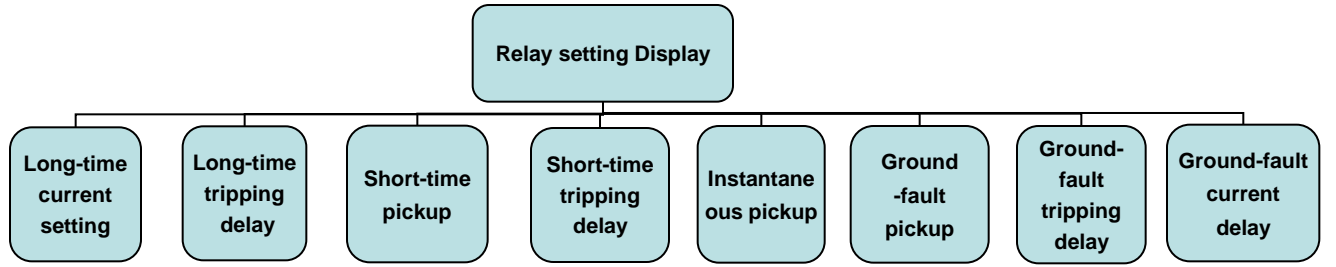 Relay setting Display
Long-time
current
setting
Long-time
tripping
delay
Short-time
pickup
Short-time
tripping
delay
Instantane
ous pickup
Ground
-fault
pickup
Ground-
fault
tripping
delay
Ground-fault
current
delay